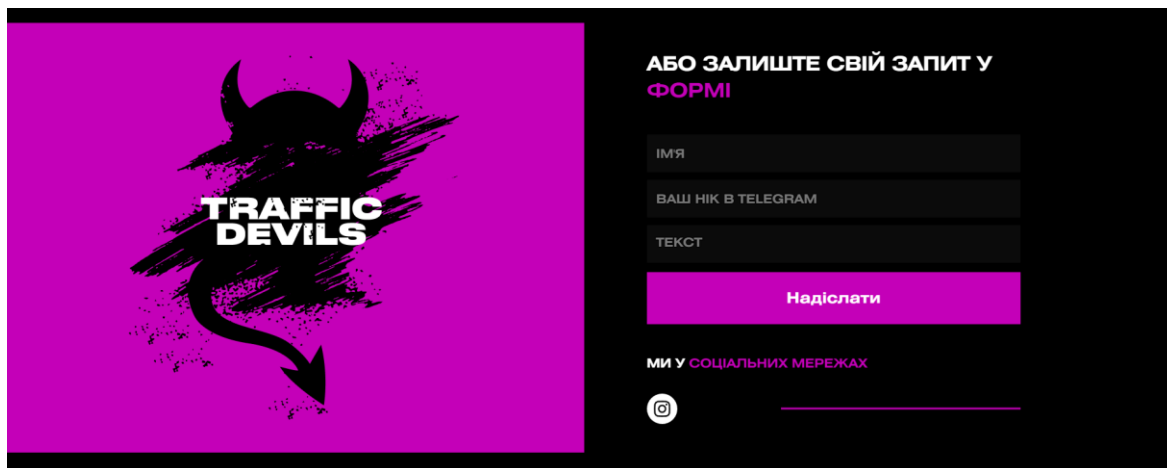 TRAFFIC
DEVILS
АБО ЗАЛИШТЕ СВІЙ ЗАПИТ У
ФОРМІ
ІМ'Я
ВАШ НІК В TELEGRAM
ТЕКСТ
Надіслати
МИ У СОЦІАЛЬНИХ МЕРЕЖАХ